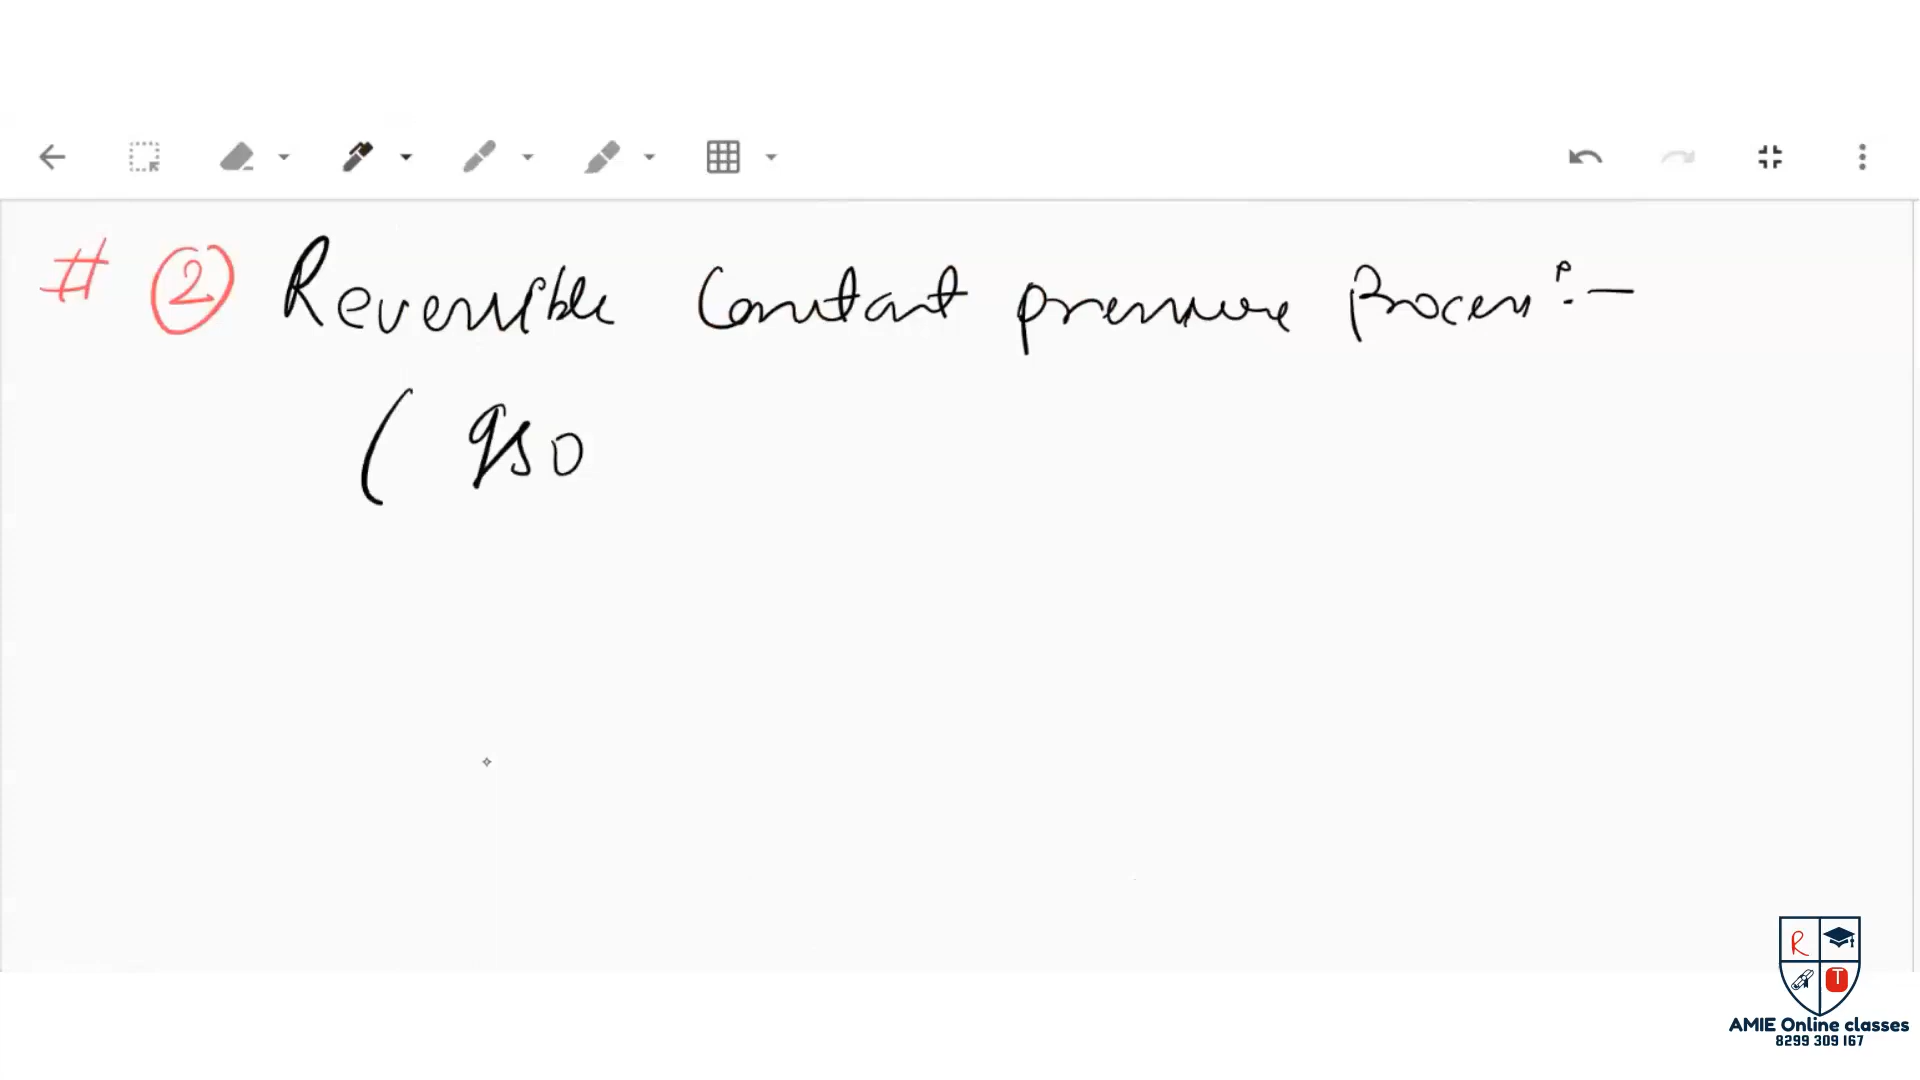 # ② Reversible Constant pressure Process :-
( Iso
R
T
AMIE Online classes
8299 309 167